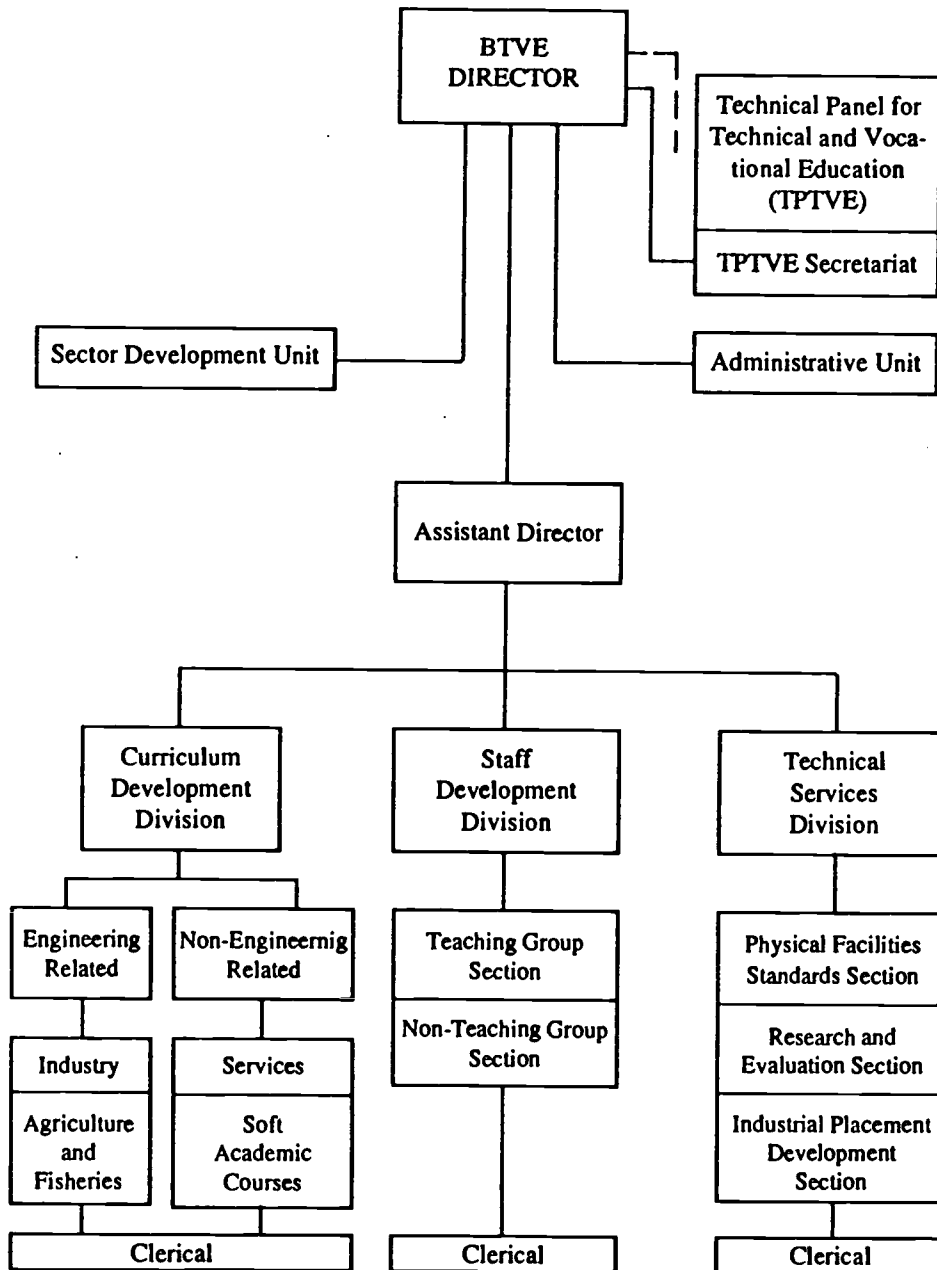 BTVE
DIRECTOR
Technical Panel for
Technical and Voca-
tional Education
(TPTVE)
TPTVE Secretariat
Sector Development Unit
Administrative Unit
Assistant Director
Curriculum
Development
Division
Staff
Development
Division
Technical
Services
Division
Engineering
Related
Non-Engineernig
Related
Teaching Group
Section
Non-Teaching Group
Section
Physical Facilities
Standards Section
Research and
Evaluation Section
Industrial Placement
Development
Section
Industry
Agriculture
and
Fisheries
Services
Soft
Academic
Courses
Clerical
Clerical
Clerical